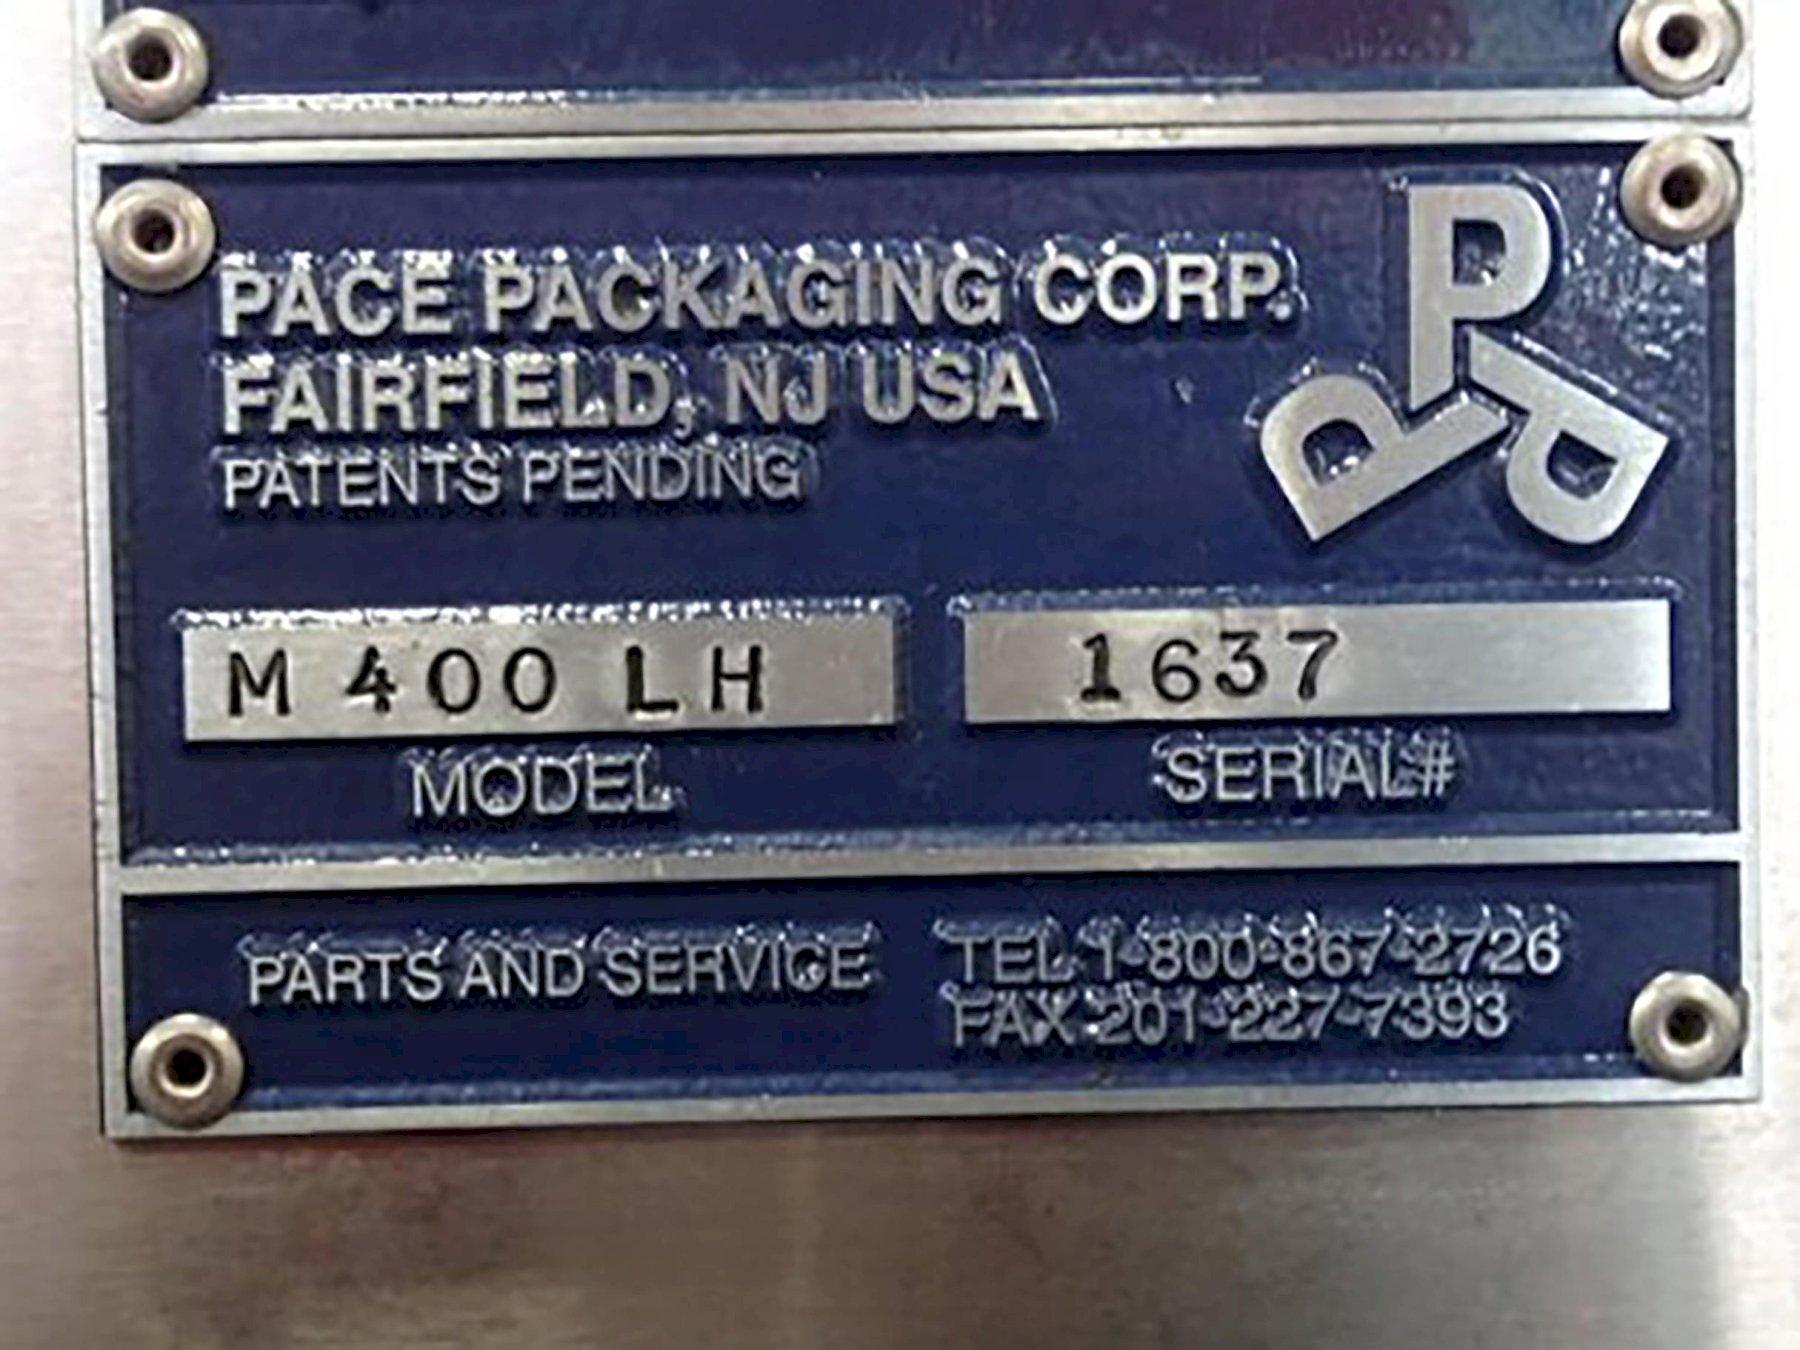 PACE PACKAGING CORP.
FAIRFIELD, NJ USA
PATENTS PENDING
P P P
M 400 LH
1637
MODEL
SERIAL#
PARTS AND SERVICE
TEL 1-800-867-2726
FAX 201-227-7393